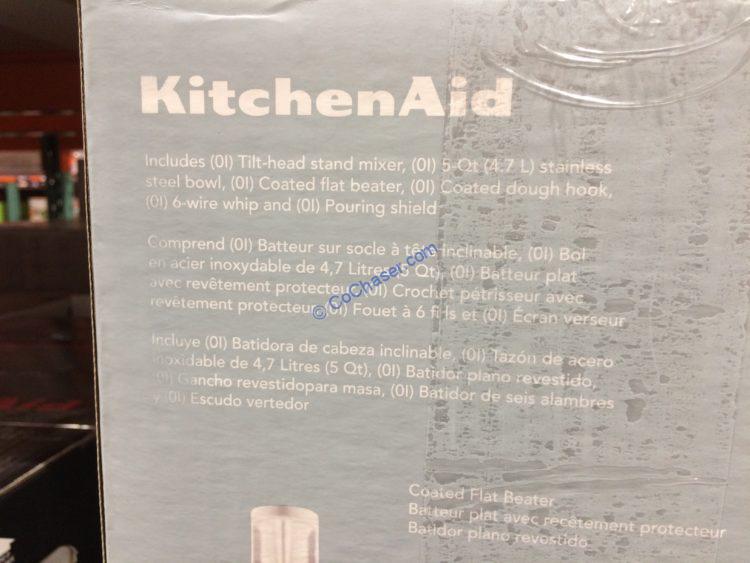 KitchenAid
Includes (01) Tilt-head stand mixer, (01) 5-Qt (4.7 L) stainless
steel bowl, (01) Coated flat beater, (01) Coated dough hook,
(01) 6-wire whip and (01) Pouring shield
Comprend (01) Batteur sur socle à tête inclinable, (01) Bol
en acier inoxydable de 4,7 Litres (5 Qt), (01) Batteur plat
avec revêtement protecteur, (01) Crochet pétrisseur avec
revêtement protecteur, (01) Fouet à 6 fils et (01) Écran verseur
© CoChaser.com
Incluye (01) Batidora de cabeza inclinable, (01) Tazón de acero
inoxidable de 4,7 Litres (5 Qt), (01) Batidor plano revestido,
(01) Gancho revestidopara masa, (01) Batidor de seis alambres
y (01) Escudo vertedor
Coated Flat Beater
Batteur plat avec recêtement protecteur
Batidor plano revestido